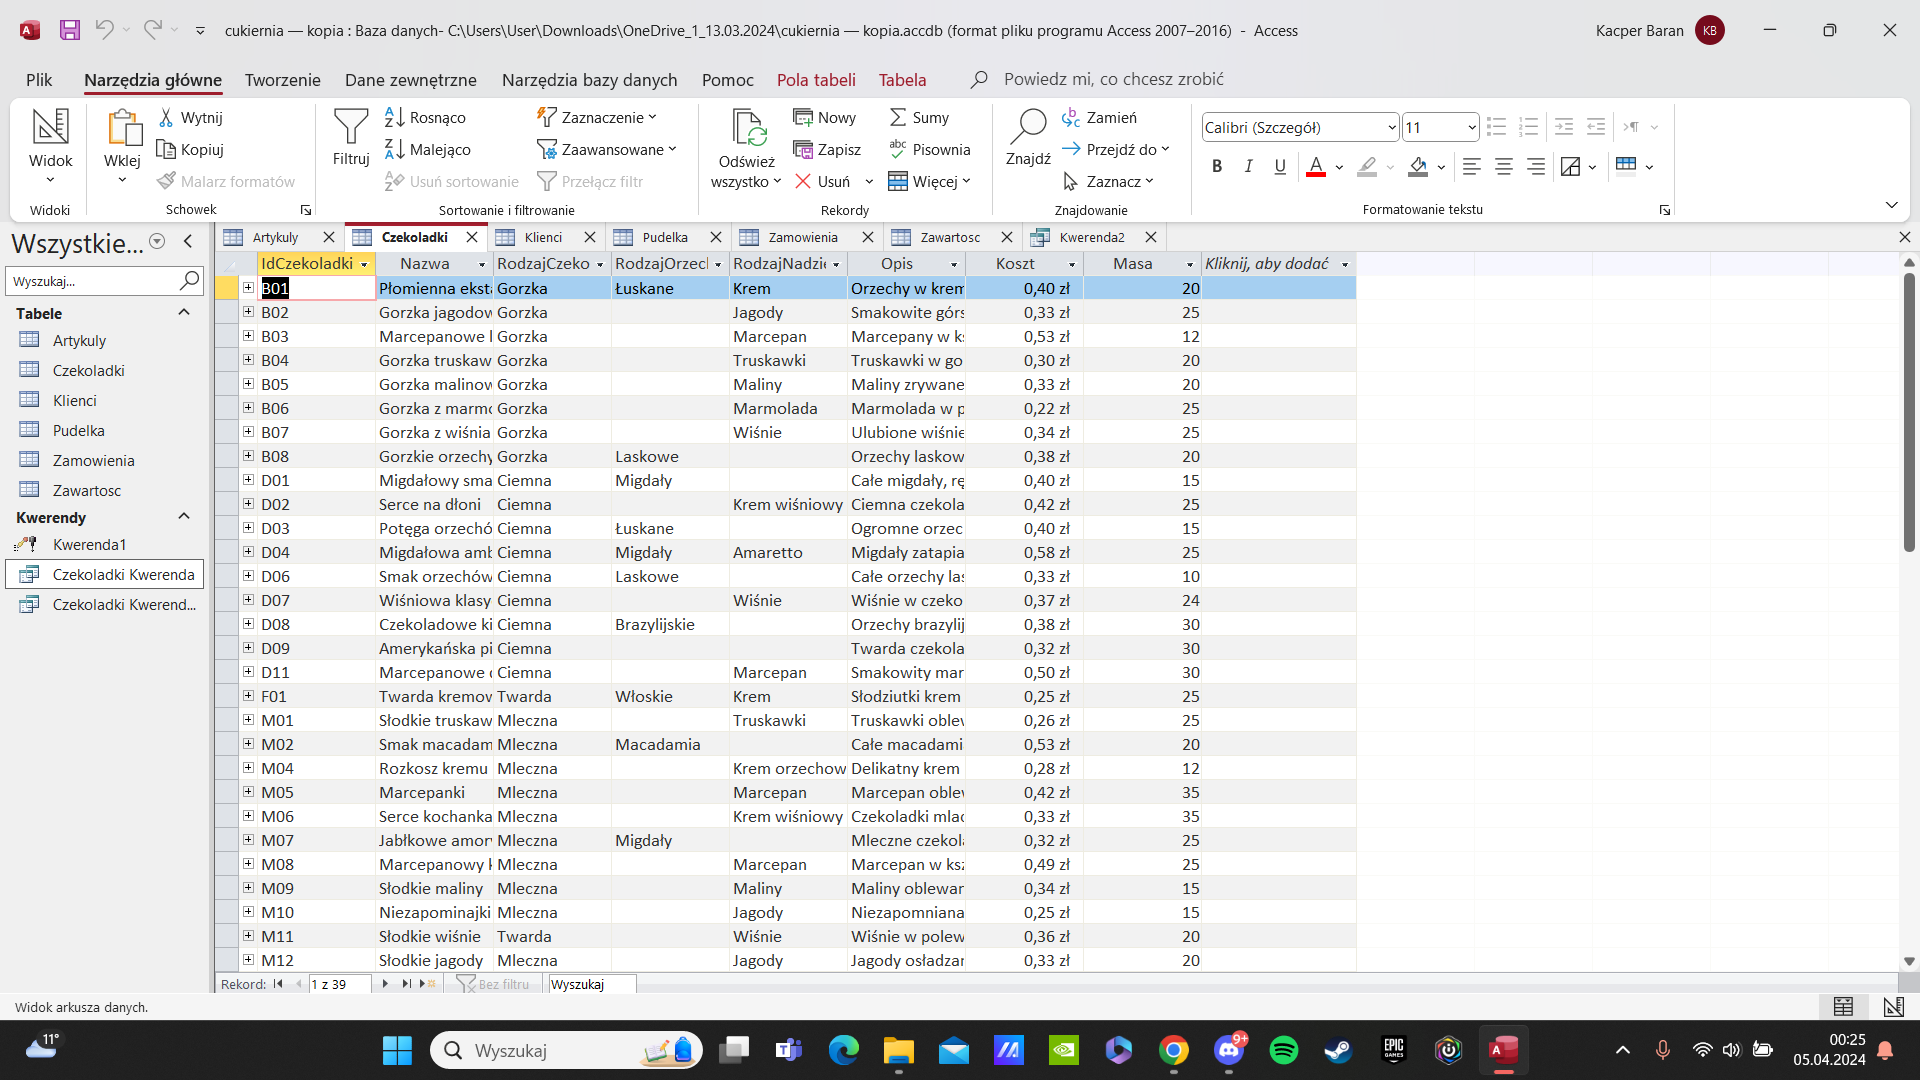 cukiernia — kopia : Baza danych- C:\Users\User\Downloads\OneDrive_1_13.03.2024\cukiernia — kopia.accdb (format pliku programu Access 2007–2016) - Access
Kacper Baran
KB
Plik
Narzędzia główne
Tworzenie
Dane zewnętrzne
Narzędzia bazy danych
Pomoc
Pola tabeli
Tabela
Powiedz mi, co chcesz zrobić
Widok
Widoki
Wklej
Wytnij
Kopiuj
Malarz formatów
Schowek
Filtruj
Rosnąco
Malejąco
Usuń sortowanie
Zaznaczenie
Zaawansowane
Przełącz filtr
Sortowanie i filtrowanie
Odśwież
wszystko
Nowy
Zapisz
Usuń
Sumy
Pisownia
Więcej
Rekordy
Znajdź
Zamień
Przejdź do
Zaznacz
Znajdowanie
Calibri (Szczegół)
11
B I U A
Formatowanie tekstu
Wszystkie...
Wyszukaj...
Tabele
Artykuly
Czekoladki
Klienci
Pudelka
Zamowienia
Zawartosc
Kwerendy
Kwerenda1
Czekoladki Kwerenda
Czekoladki Kwerend...
Artykuly Czekoladki Klienci Pudelka Zamowienia Zawartosc Kwerenda2
IdCzekoladki Nazwa RodzajCzeko RodzajOrzech RodzajNadzie Opis Koszt Masa Kliknij, aby dodać
B01 Płomienna eksta Gorzka Łuskane Krem Orzechy w krem 0,40 zł 20
B02 Gorzka jagodow Gorzka Jagody Smakowite górs 0,33 zł 25
B03 Marcepanowe l Gorzka Marcepan Marcepany w ks 0,53 zł 12
B04 Gorzka truskaw Gorzka Truskawki Truskawki w go 0,30 zł 20
B05 Gorzka malinow Gorzka Maliny Maliny zrywane 0,33 zł 20
B06 Gorzka z marmo Gorzka Marmolada Marmolada w p 0,22 zł 25
B07 Gorzka z wiśnia Gorzka Wiśnie Ulubione wiśnie 0,34 zł 25
B08 Gorzkie orzechy Gorzka Laskowe Orzechy laskow 0,38 zł 20
D01 Migdałowy sma Ciemna Migdały Całe migdały, rę 0,40 zł 15
D02 Serce na dłoni Ciemna Krem wiśniowy Ciemna czekola 0,42 zł 25
D03 Potęga orzechó Ciemna Łuskane Ogromne orzec 0,40 zł 15
D04 Migdałowa amb Ciemna Migdały Amaretto Migdały zatapia 0,58 zł 25
D06 Smak orzechów Ciemna Laskowe Całe orzechy las 0,33 zł 10
D07 Wiśniowa klasy Ciemna Wiśnie Wiśnie w czeko 0,37 zł 24
D08 Czekoladowe ki Ciemna Brazylijskie Orzechy brazylij 0,38 zł 30
D09 Amerykańska pi Ciemna Twarda czekola 0,32 zł 30
D11 Marcepanowe Ciemna Marcepan Smakowity mar 0,50 zł 30
F01 Twarda kremow Twarda Włoskie Krem Słodziutki krem 0,25 zł 25
M01 Słodkie truskaw Mleczna Truskawki Truskawki oblew 0,26 zł 25
M02 Smak macadam Mleczna Macadamia Całe macadami 0,53 zł 20
M04 Rozkosz kremu Mleczna Krem orzechow Delikatny krem 0,28 zł 12
M05 Marcepanki Mleczna Marcepan Marcepan oblew 0,42 zł 35
M06 Serce kochanka Mleczna Krem wiśniowy Czekoladki mlac 0,33 zł 35
M07 Jabłkowe amory Mleczna Migdały Mleczne czekola 0,32 zł 25
M08 Marcepanowy k Mleczna Marcepan Marcepan w ksz 0,49 zł 25
M09 Słodkie maliny Mleczna Maliny Maliny oblewan 0,34 zł 15
M10 Niezapominajki Mleczna Jagody Niezapomniana 0,25 zł 15
M11 Słodkie wiśnie Twarda Wiśnie Wiśnie w polew 0,36 zł 20
M12 Słodkie jagody Mleczna Jagody Jagody osładzan 0,33 zł 20
Rekord: 1 z 39 Bez filtru Wyszukaj
Widok arkusza danych.
11°
Wyszukaj
EPIC GAMES
9+
00:25
05.04.2024